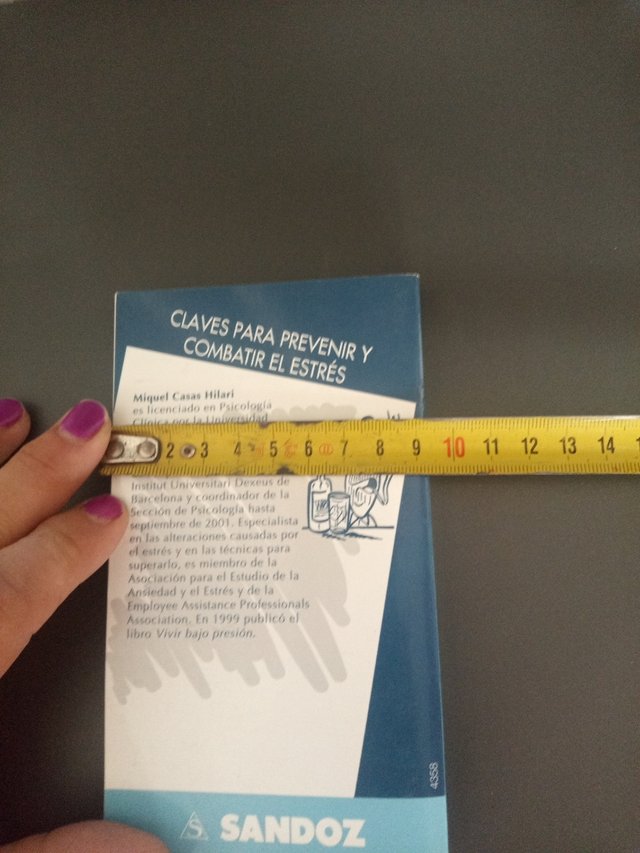 CLAVES PARA PREVENIR Y
COMBATIR EL ESTRÉS
Miquel Casas Hilari
es licenciado en Psicología
Clínica por la Universidad
2 3 4 5 6 7 8 9 10 11 12 13 14
Institut Universitari Dexeus de
Barcelona y coordinador de la
Sección de Psicología hasta
septiembre de 2001. Especialista
en las alteraciones causadas por
el estrés y en las técnicas para
superarlo, es miembro de la
Asociación para el Estudio de la
Ansiedad y el Estrés y de la
Employee Assistance Professionals
Association. En 1999 publicó el
libro Vivir bajo presión.
4358
S
SANDOZ